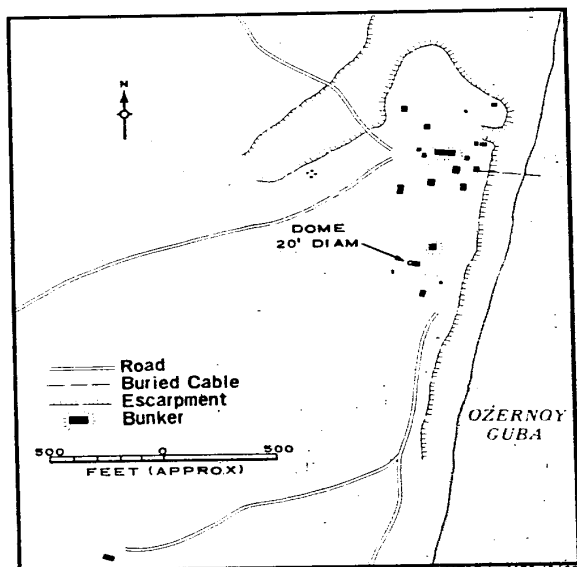 N
DOME
20' DIAM
Road
Buried Cable
Escarpment
Bunker
500 0 500
FEET (APPROX)
OZERNOY
GUBA